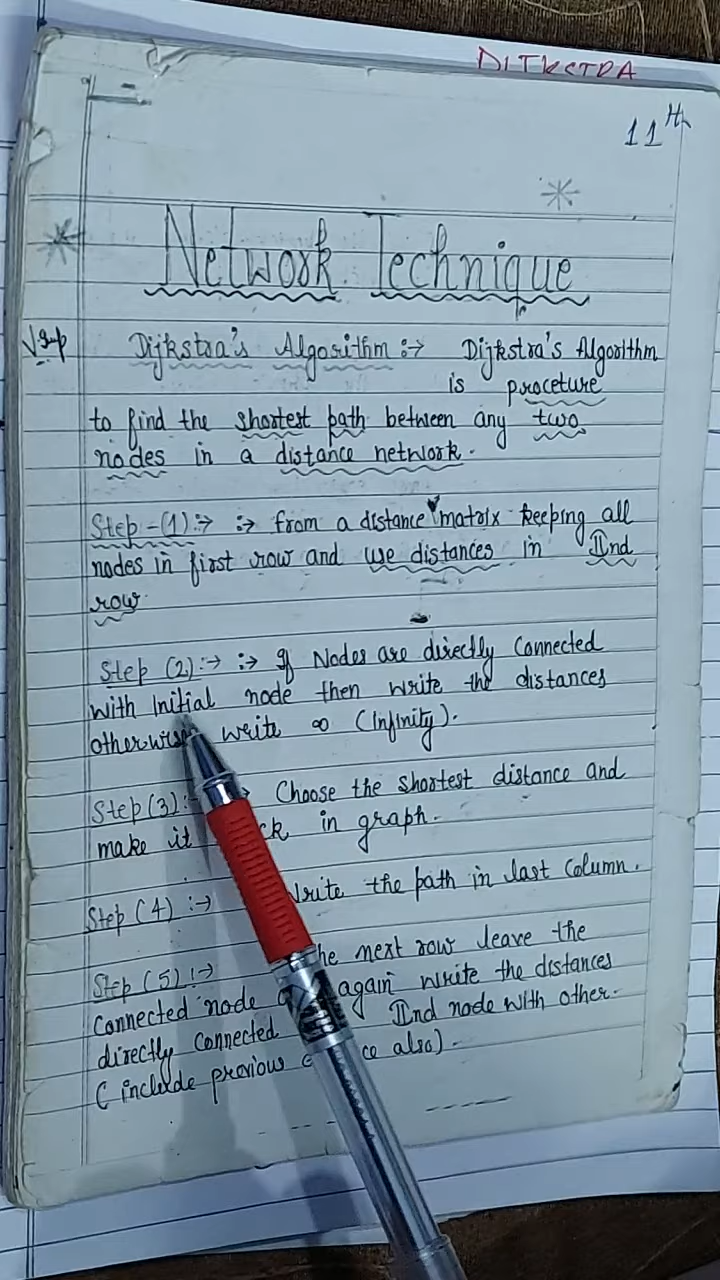 DIJKSTRA
11th
Network Technique
Imp Dijkstra's Algorithm :→ Dijkstra's Algorithm
is proceture
to find the shortest path between any two
nodes in a distance network.
Step-(1):→ :→ from a distance matrix keeping all
nodes in first row and use distances in IInd
row
Step (2):→ :→ If Nodes are directly Connected
with initial node then write the distances
otherwise write ∞ (Infinity).
Step (3):- Choose the shortest distance and
make it in graph.
Step (4) :→ Write the path in last Column.
Step (5) :→ the next row leave the
Connected node again write the distances
directly Connected IInd node with other.
( include previous also).